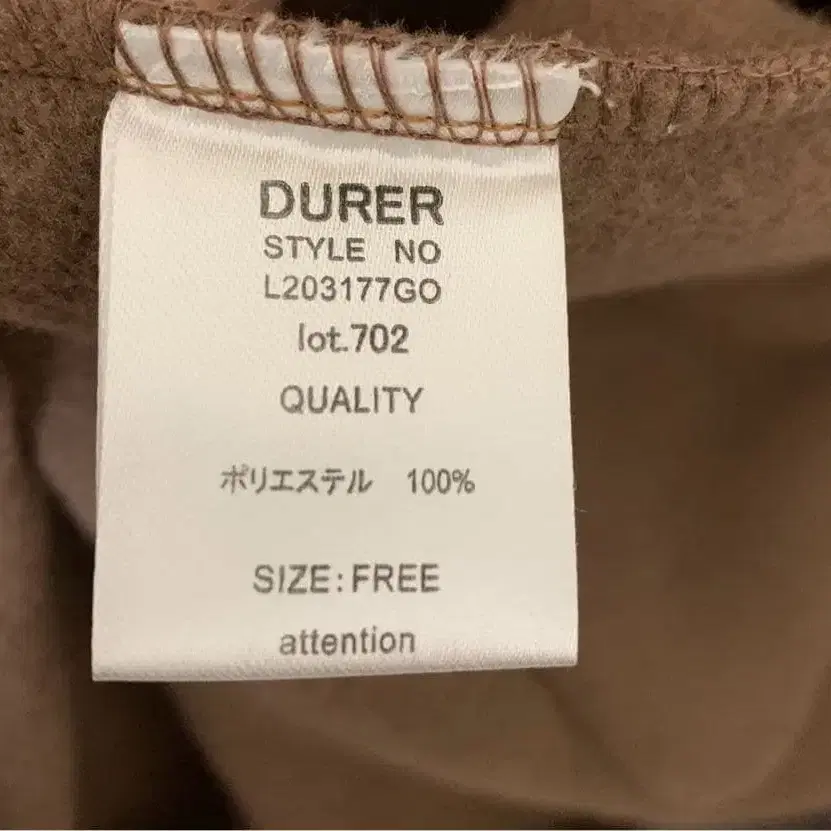 DURER
STYLE NO
L203177GO
lot.702
QUALITY
ポリエステル 100%
SIZE:FREE
attention